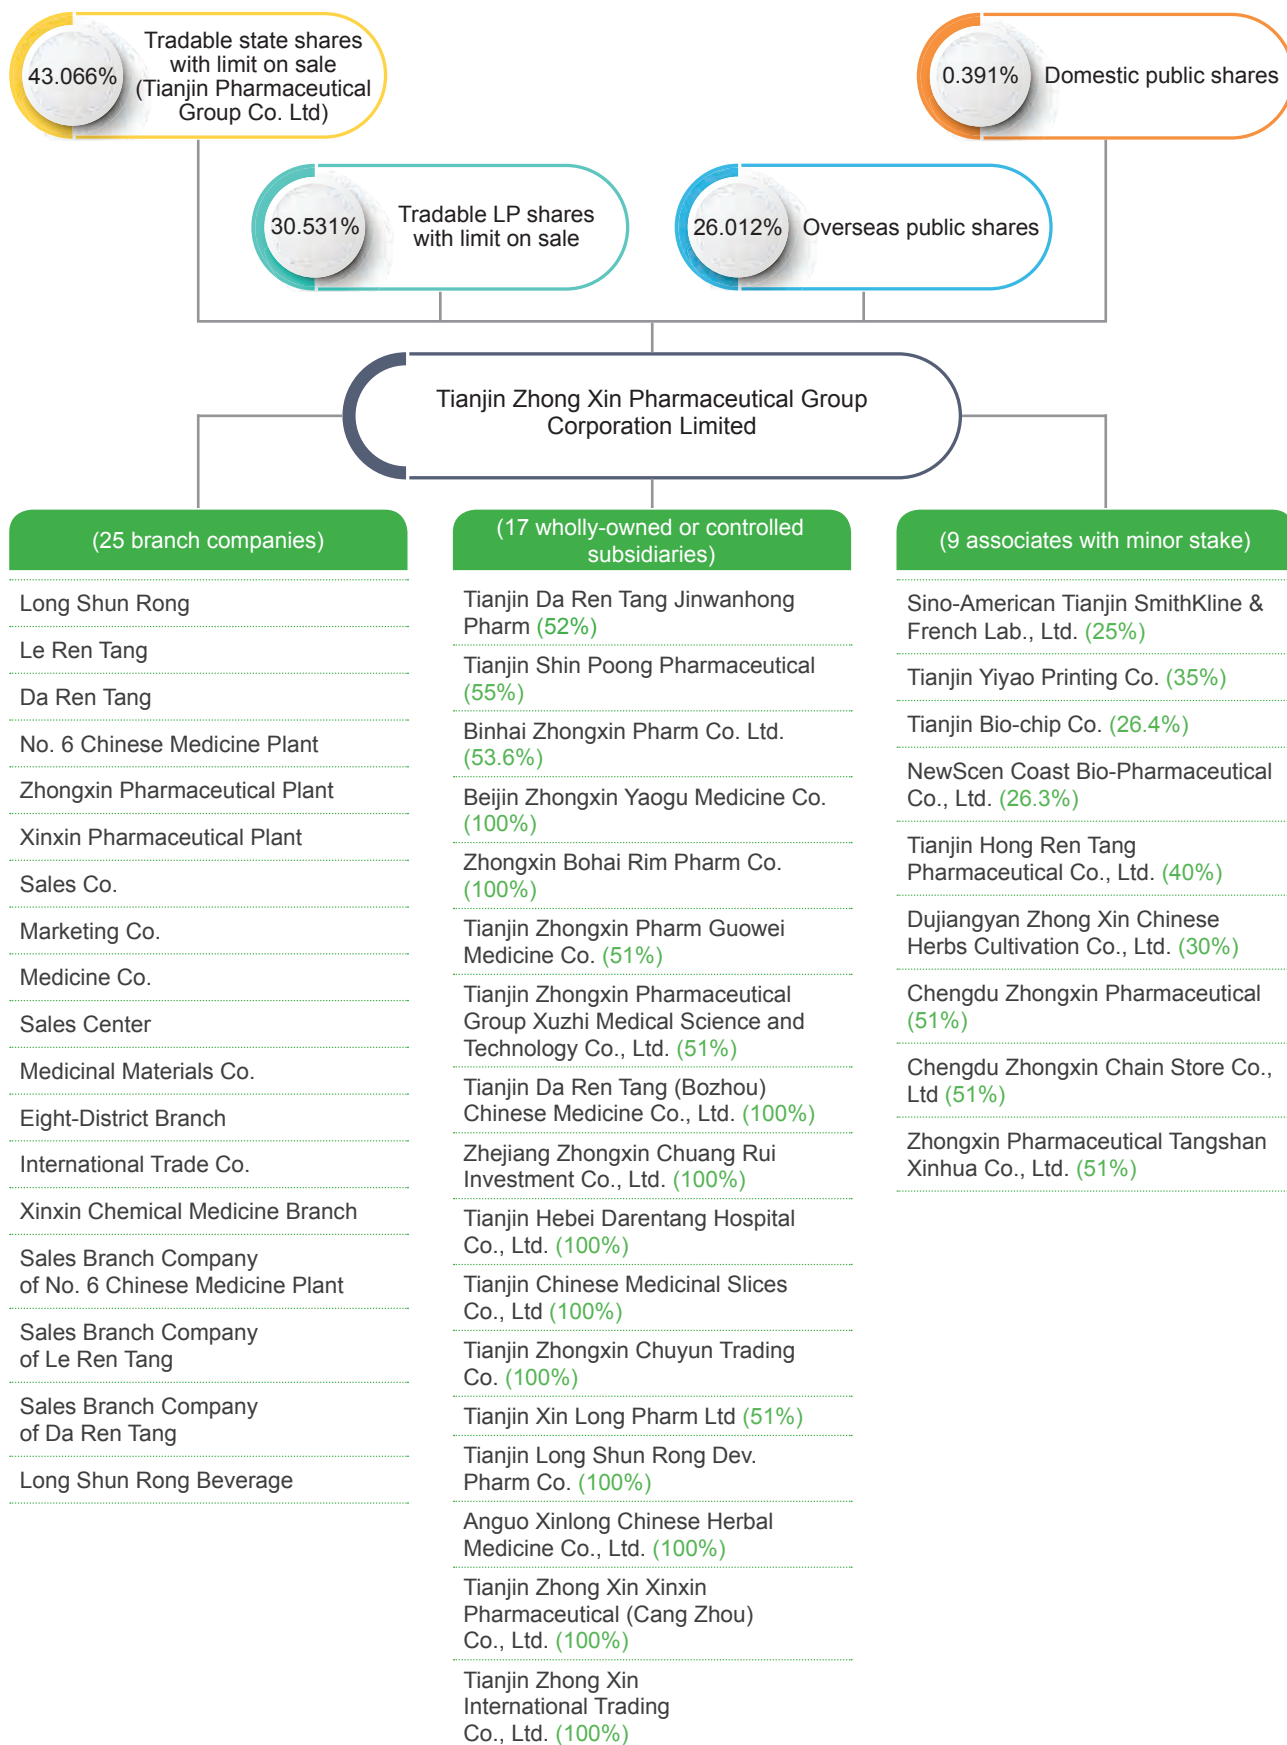 43.066%
Tradable state shares
with limit on sale
(Tianjin Pharmaceutical
Group Co. Ltd)
0.391%
Domestic public shares
30.531%
Tradable LP shares
with limit on sale
26.012%
Overseas public shares
Tianjin Zhong Xin Pharmaceutical Group
Corporation Limited
(25 branch companies)
Long Shun Rong
Le Ren Tang
Da Ren Tang
No. 6 Chinese Medicine Plant
Zhongxin Pharmaceutical Plant
Xinxin Pharmaceutical Plant
Sales Co.
Marketing Co.
Medicine Co.
Sales Center
Medicinal Materials Co.
Eight-District Branch
International Trade Co.
Xinxin Chemical Medicine Branch
Sales Branch Company
of No. 6 Chinese Medicine Plant
Sales Branch Company
of Le Ren Tang
Sales Branch Company
of Da Ren Tang
Long Shun Rong Beverage
(17 wholly-owned or controlled
subsidiaries)
Tianjin Da Ren Tang Jinwanhong
Pharm (52%)
Tianjin Shin Poong Pharmaceutical
(55%)
Binhai Zhongxin Pharm Co. Ltd.
(53.6%)
Beijin Zhongxin Yaogu Medicine Co.
(100%)
Zhongxin Bohai Rim Pharm Co.
(100%)
Tianjin Zhongxin Pharm Guowei
Medicine Co. (51%)
Tianjin Zhongxin Pharmaceutical
Group Xuzhi Medical Science and
Technology Co., Ltd. (51%)
Tianjin Da Ren Tang (Bozhou)
Chinese Medicine Co., Ltd. (100%)
Zhejiang Zhongxin Chuang Rui
Investment Co., Ltd. (100%)
Tianjin Hebei Darentang Hospital
Co., Ltd. (100%)
Tianjin Chinese Medicinal Slices
Co., Ltd (100%)
Tianjin Zhongxin Chuyun Trading
Co. (100%)
Tianjin Xin Long Pharm Ltd (51%)
Tianjin Long Shun Rong Dev.
Pharm Co. (100%)
Anguo Xinlong Chinese Herbal
Medicine Co., Ltd. (100%)
Tianjin Zhong Xin Xinxin
Pharmaceutical (Cang Zhou)
Co., Ltd. (100%)
Tianjin Zhong Xin
International Trading
Co., Ltd. (100%)
(9 associates with minor stake)
Sino-American Tianjin SmithKline &
French Lab., Ltd. (25%)
Tianjin Yiyao Printing Co. (35%)
Tianjin Bio-chip Co. (26.4%)
NewScen Coast Bio-Pharmaceutical
Co., Ltd. (26.3%)
Tianjin Hong Ren Tang
Pharmaceutical Co., Ltd. (40%)
Dujiangyan Zhong Xin Chinese
Herbs Cultivation Co., Ltd. (30%)
Chengdu Zhongxin Pharmaceutical
(51%)
Chengdu Zhongxin Chain Store Co.,
Ltd (51%)
Zhongxin Pharmaceutical Tangshan
Xinhua Co., Ltd. (51%)